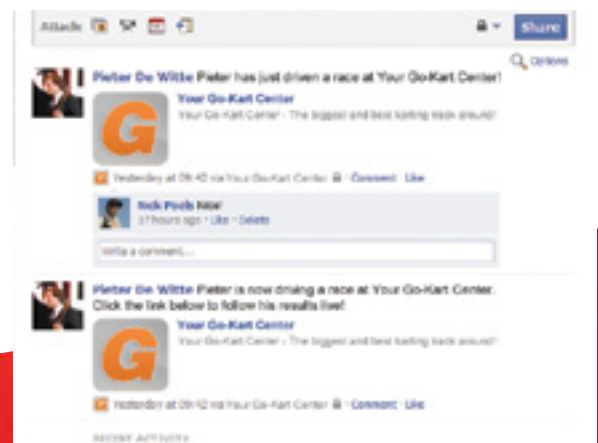 Attach:
Share
Options
Pieter De Witte Pieter has just driven a race at Your Go-Kart Center!
Your Go-Kart Center
Your Go-Kart Center - The biggest and best karting track around!
Yesterday at 09:42 via Your Go-Kart Center · Comment · Like
Nick Poels
17 hours ago · Like · Delete
Write a comment...
Pieter De Witte Pieter is now driving a race at Your Go-Kart Center.
Click the link below to follow his results live!
Your Go-Kart Center
Your Go-Kart Center - The biggest and best karting track around!
Yesterday at 09:42 via Your Go-Kart Center · Comment · Like
RECENT ACTIVITY